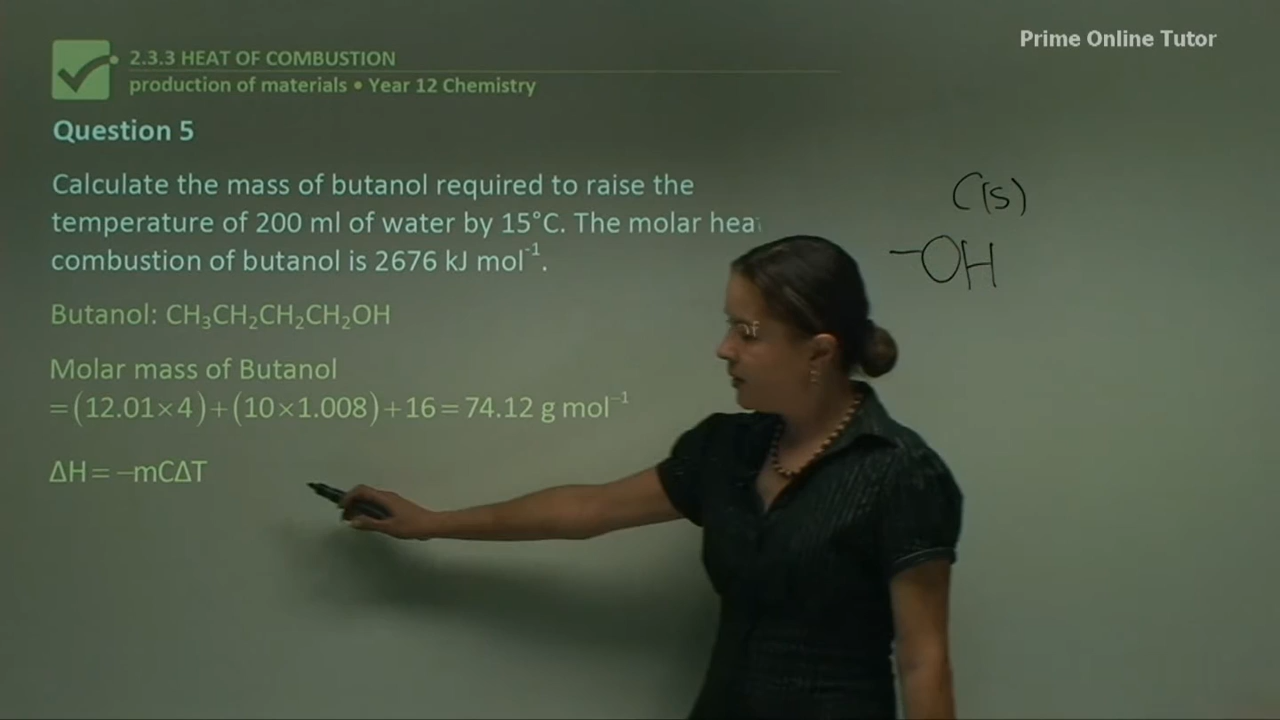 Prime Online Tutor
2.3.3 HEAT OF COMBUSTION
production of materials • Year 12 Chemistry
Question 5
Calculate the mass of butanol required to raise the
temperature of 200 ml of water by 15°C. The molar hea
combustion of butanol is 2676 kJ mol⁻¹.
C(s)
–OH
Butanol: CH₃CH₂CH₂CH₂OH
Molar mass of Butanol
=(12.01×4)+(10×1.008)+16=74.12 g mol⁻¹
ΔH=–mCΔT